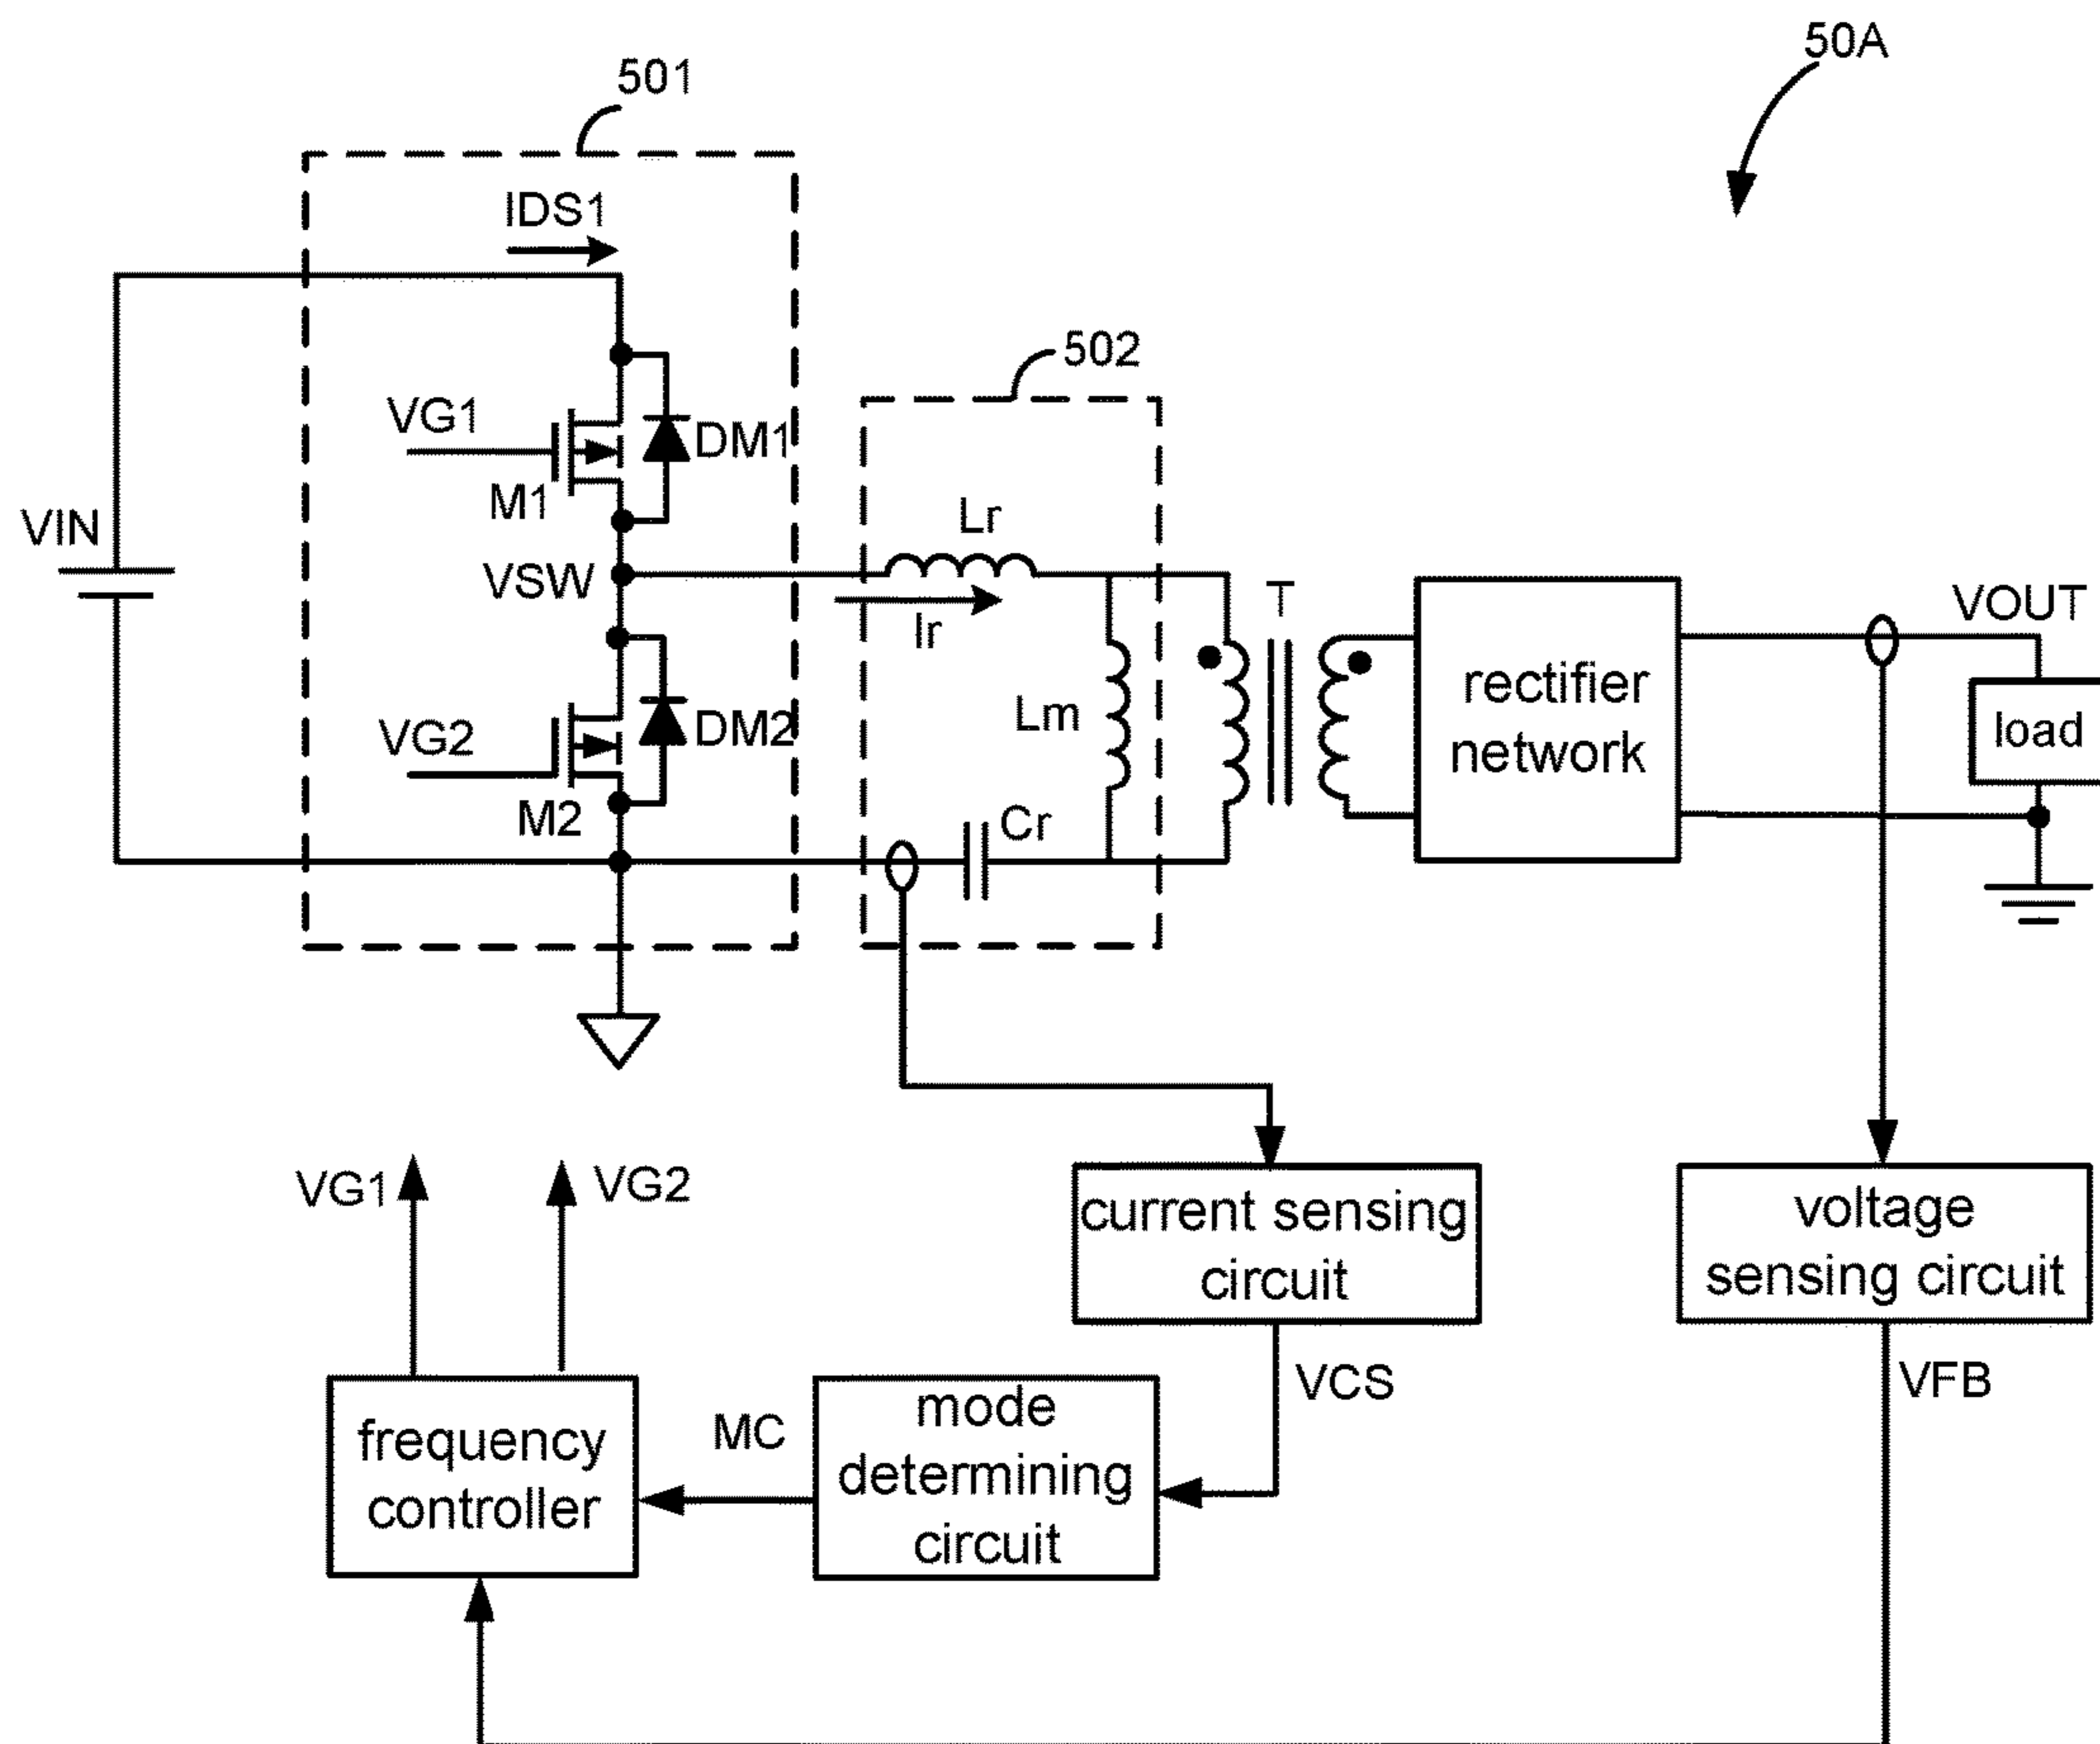 50A
501
IDS1
502
VG1
DM1
M1
Lr
VIN
VSW
T
VOUT
Ir
rectifier
network
load
Lm
VG2
DM2
M2
Cr
VG1
VG2
current sensing
circuit
voltage
sensing circuit
VCS
VFB
mode
determining
circuit
MC
frequency
controller